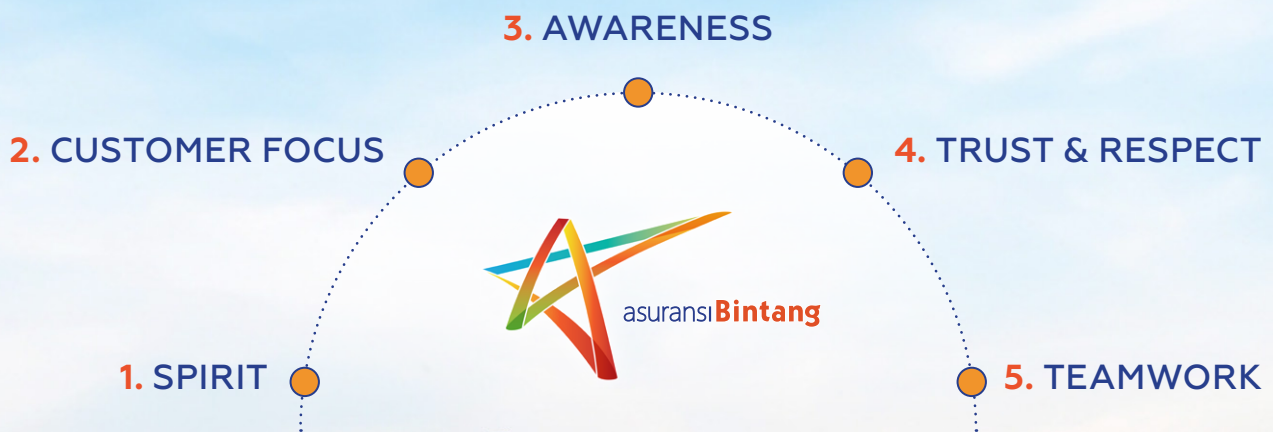 3. AWARENESS
2. CUSTOMER FOCUS
4. TRUST & RESPECT
asuransiBintang
1. SPIRIT
5. TEAMWORK